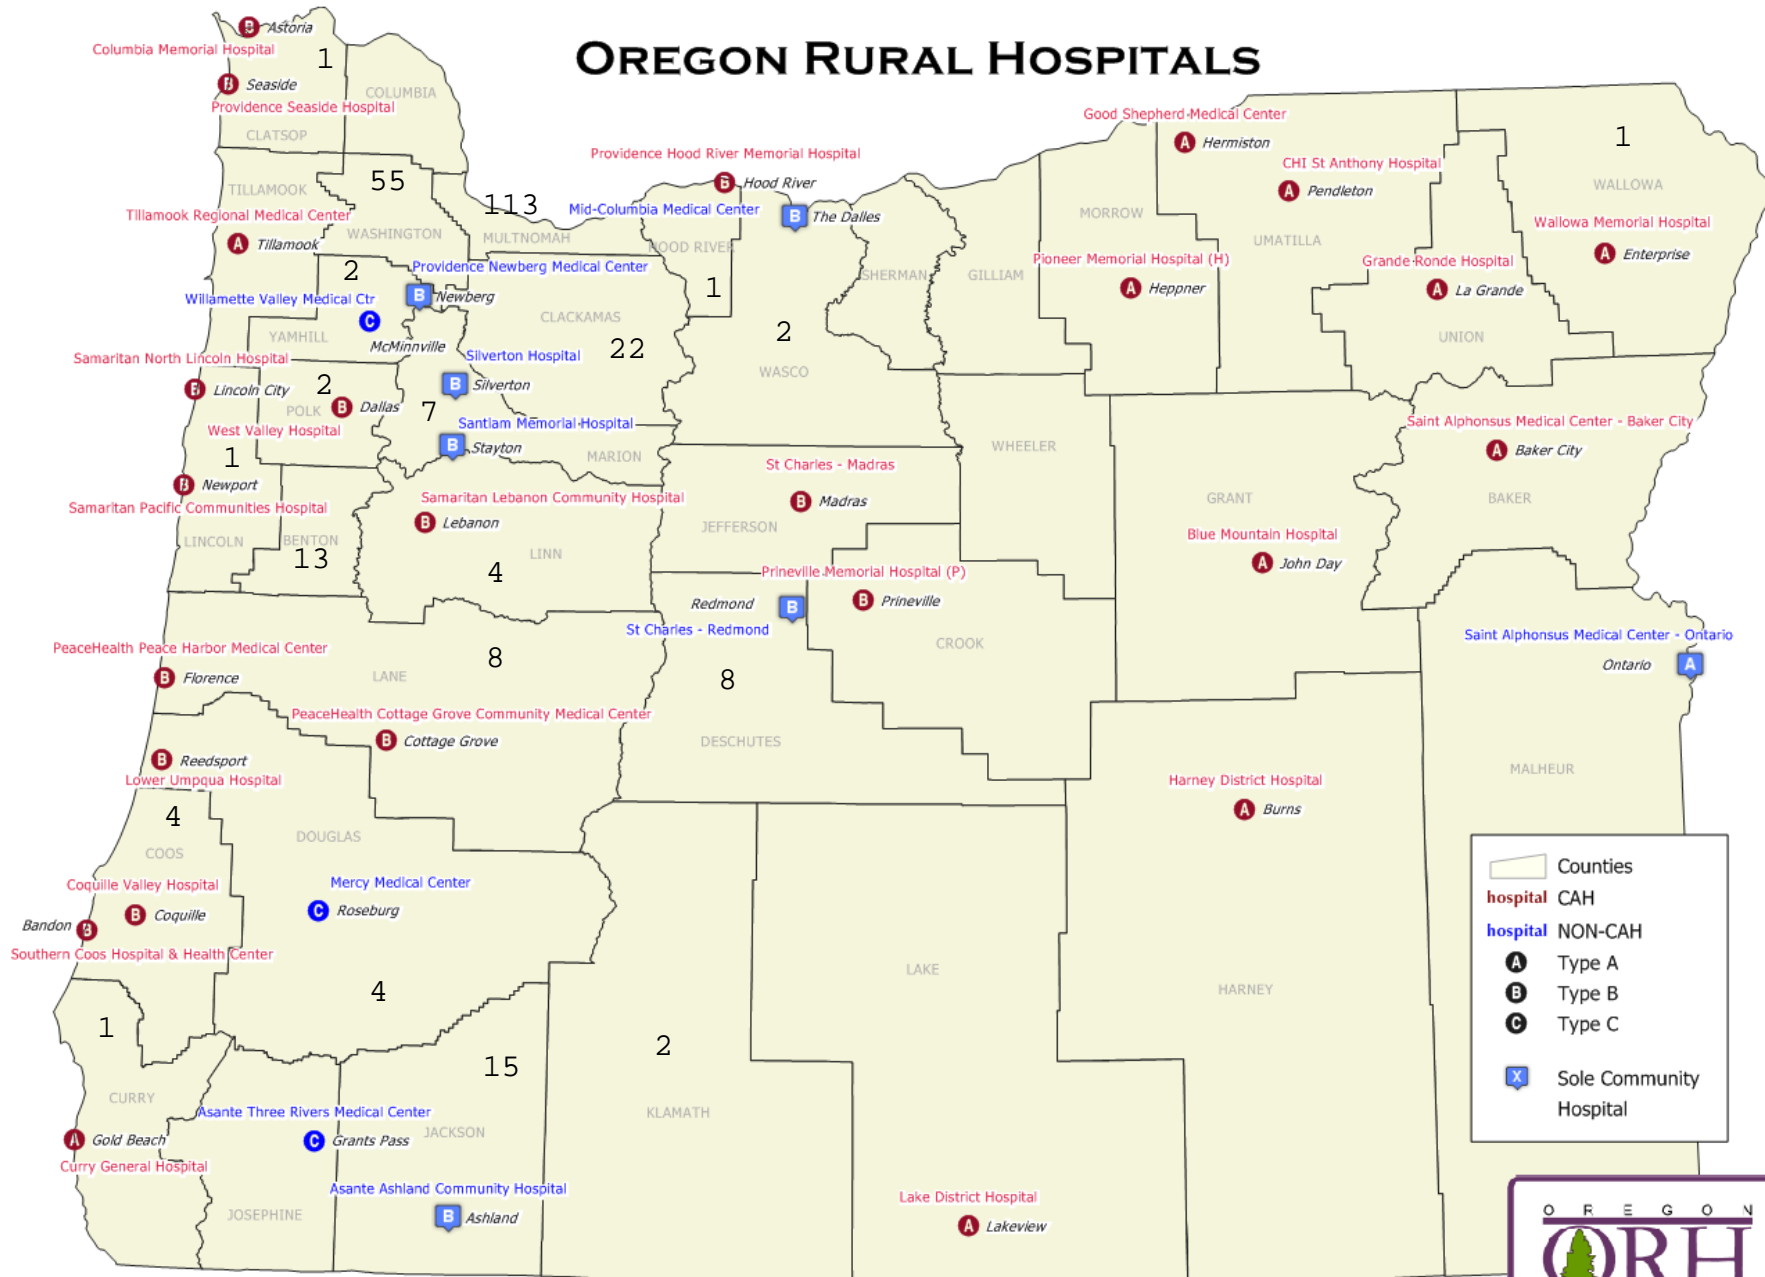 OREGON RURAL HOSPITALS
Astoria
Columbia Memorial Hospital
1
Seaside
Providence Seaside Hospital
COLUMBIA
CLATSOP
Good Shepherd Medical Center
A Hermiston
CHI St Anthony Hospital
A Pendleton
1
WALLOWA
Wallowa Memorial Hospital
A Enterprise
Providence Hood River Memorial Hospital
B Hood River
55
113
TILLAMOOK
Tillamook Regional Medical Center
A Tillamook
WASHINGTON
MULTNOMAH
Mid-Columbia Medical Center
B The Dalles
HOOD RIVER
MORROW
UMATILLA
Pioneer Memorial Hospital (H)
A Heppner
Grande Ronde Hospital
A La Grande
UNION
2
Providence Newberg Medical Center
B Newberg
Willamette Valley Medical Ctr
C
McMinnville
YAMHILL
CLACKAMAS
22
1
SHERMAN
GILLIAM
2
WASCO
Samaritan North Lincoln Hospital
B Lincoln City
Silverton Hospital
B Silverton
2
POLK
B Dallas
West Valley Hospital
7
Santiam Memorial Hospital
B Stayton
MARION
1
B Newport
Samaritan Pacific Communities Hospital
LINCOLN
BENTON
13
Samaritan Lebanon Community Hospital
B Lebanon
LINN
4
St Charles - Madras
B Madras
JEFFERSON
WHEELER
GRANT
Saint Alphonsus Medical Center - Baker City
A Baker City
BAKER
Blue Mountain Hospital
A John Day
Prineville Memorial Hospital (P)
B Prineville
Redmond B
St Charles - Redmond
CROOK
Saint Alphonsus Medical Center - Ontario
Ontario A
PeaceHealth Peace Harbor Medical Center
B Florence
LANE
8
8
DESCHUTES
PeaceHealth Cottage Grove Community Medical Center
B Cottage Grove
B Reedsport
Lower Umpqua Hospital
4
COOS
DOUGLAS
MALHEUR
Harney District Hospital
A Burns
Coquille Valley Hospital
B Coquille
Bandon B
Southern Coos Hospital & Health Center
Mercy Medical Center
C Roseburg
4
LAKE
HARNEY
1
CURRY
15
2
KLAMATH
A Gold Beach
Curry General Hospital
Asante Three Rivers Medical Center
C Grants Pass
JACKSON
Asante Ashland Community Hospital
B Ashland
JOSEPHINE
Lake District Hospital
A Lakeview
Counties
hospital CAH
hospital NON-CAH
A Type A
B Type B
C Type C
X Sole Community
Hospital
OREGON
ORH